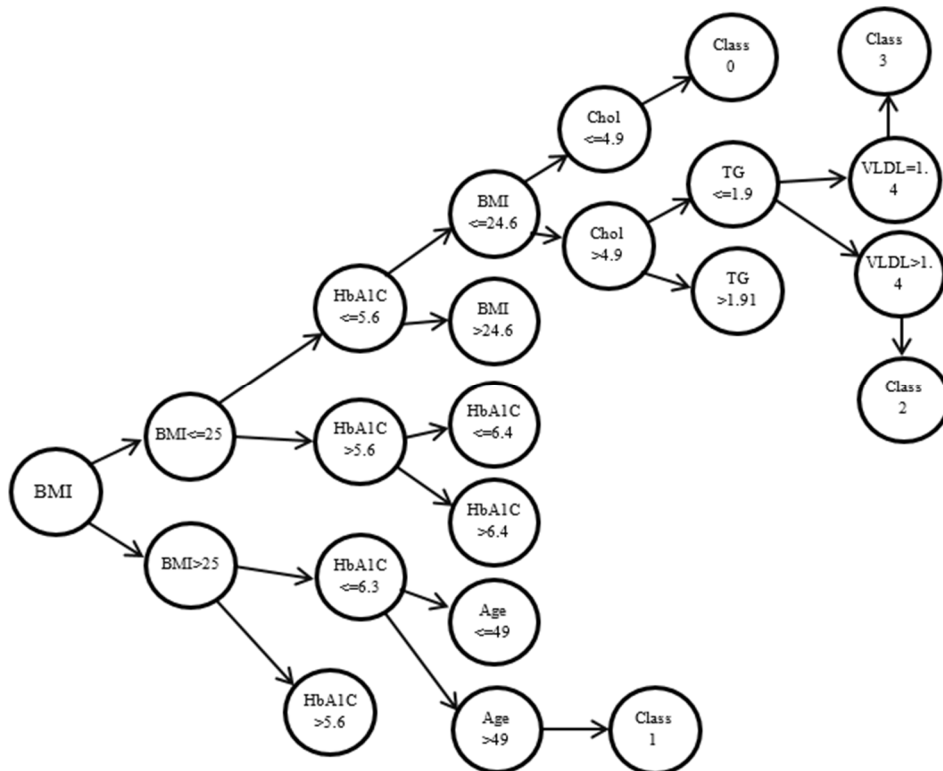 Class
0
Class
3
Chol
<=4.9
TG
<=1.9
VLDL=1.
4
BMI
<=24.6
Chol
>4.9
VLDL>1.
4
TG
>1.91
HbA1C
<=5.6
BMI
>24.6
Class
2
BMI<=25
HbA1C
>5.6
HbA1C
<=6.4
BMI
HbA1C
>6.4
BMI>25
HbA1C
<=6.3
Age
<=49
HbA1C
>5.6
Age
>49
Class
1